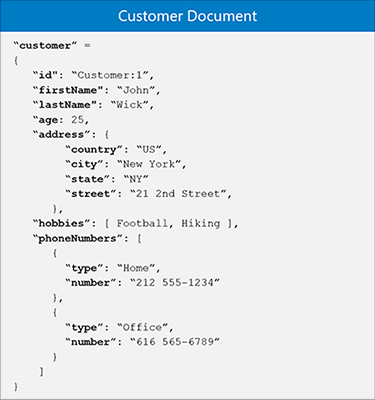 Customer Document
“customer” =
{
“id": “Customer:1”,
“firstName": “John”,
“lastName": “Wick”,
“age: 25,
“address”: {
“country”: “US”,
“city”: “New York”,
“state”: “NY”
“street”: “21 2nd Street”,
},
“hobbies”: [ Football, Hiking ],
“phoneNumbers”: [
{
“type”: “Home”,
“number”: “212 555-1234”
},
{
“type”: “Office”,
“number”: “616 565-6789”
}
]
}